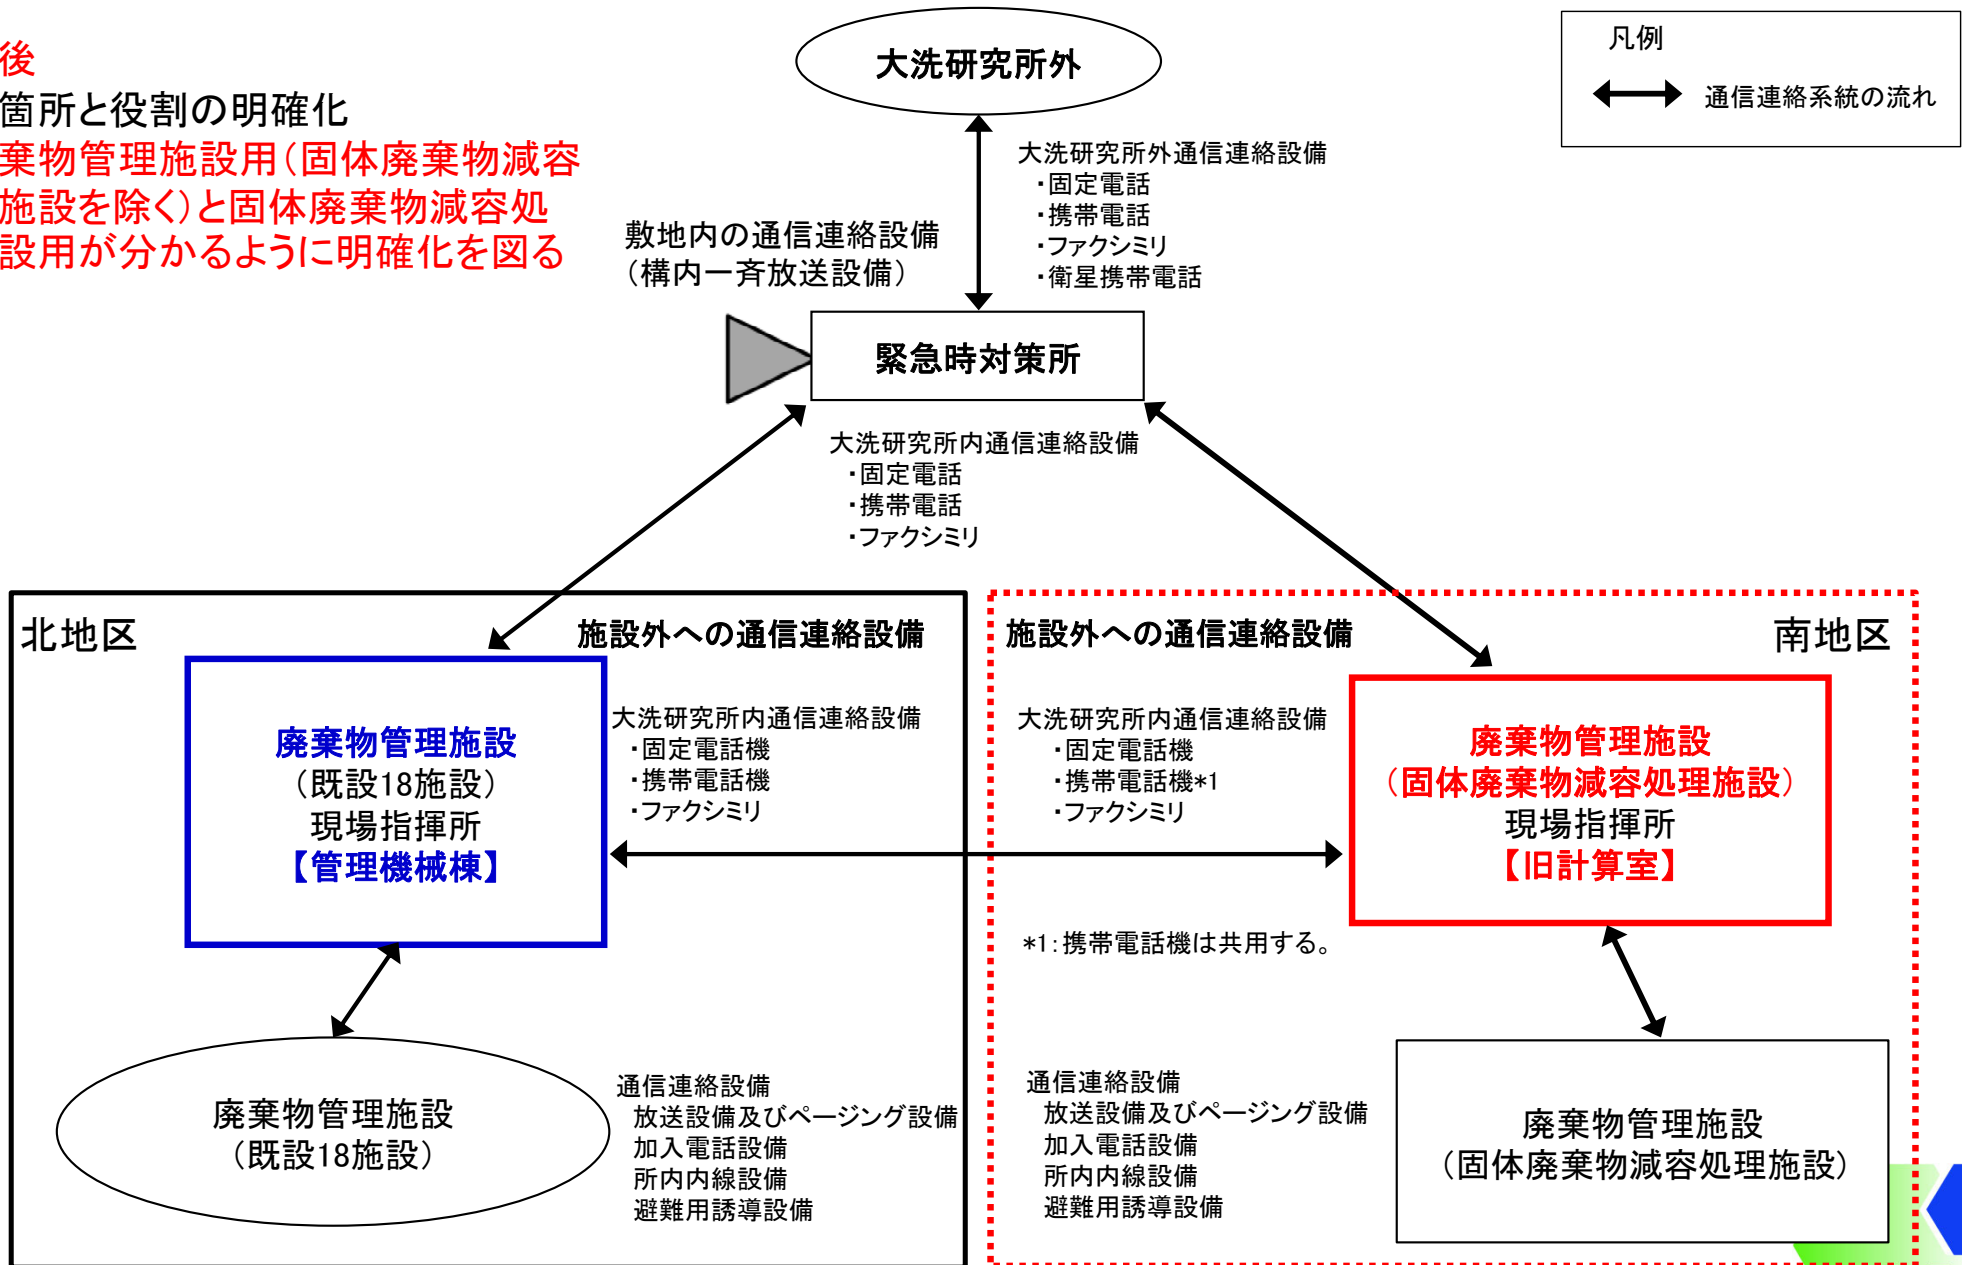 後
箇所と役割の明確化
棄物管理施設用(固体廃棄物減容
施設を除く)と固体廃棄物減容処
設用が分かるように明確化を図る
大洗研究所外
凡例
通信連絡系統の流れ
大洗研究所外通信連絡設備
・固定電話
・携帯電話
・ファクシミリ
・衛星携帯電話
敷地内の通信連絡設備
(構内一斉放送設備)
緊急時対策所
大洗研究所内通信連絡設備
・固定電話
・携帯電話
・ファクシミリ
北地区
施設外への通信連絡設備
廃棄物管理施設
(既設18施設)
現場指揮所
【管理機械棟】
大洗研究所内通信連絡設備
・固定電話機
・携帯電話機
・ファクシミリ
廃棄物管理施設
(既設18施設)
通信連絡設備
放送設備及びページング設備
加入電話設備
所内内線設備
避難用誘導設備
施設外への通信連絡設備
南地区
大洗研究所内通信連絡設備
・固定電話機
・携帯電話機*1
・ファクシミリ
廃棄物管理施設
(固体廃棄物減容処理施設)
現場指揮所
【旧計算室】
*1:携帯電話機は共用する。
通信連絡設備
放送設備及びページング設備
加入電話設備
所内内線設備
避難用誘導設備
廃棄物管理施設
(固体廃棄物減容処理施設)